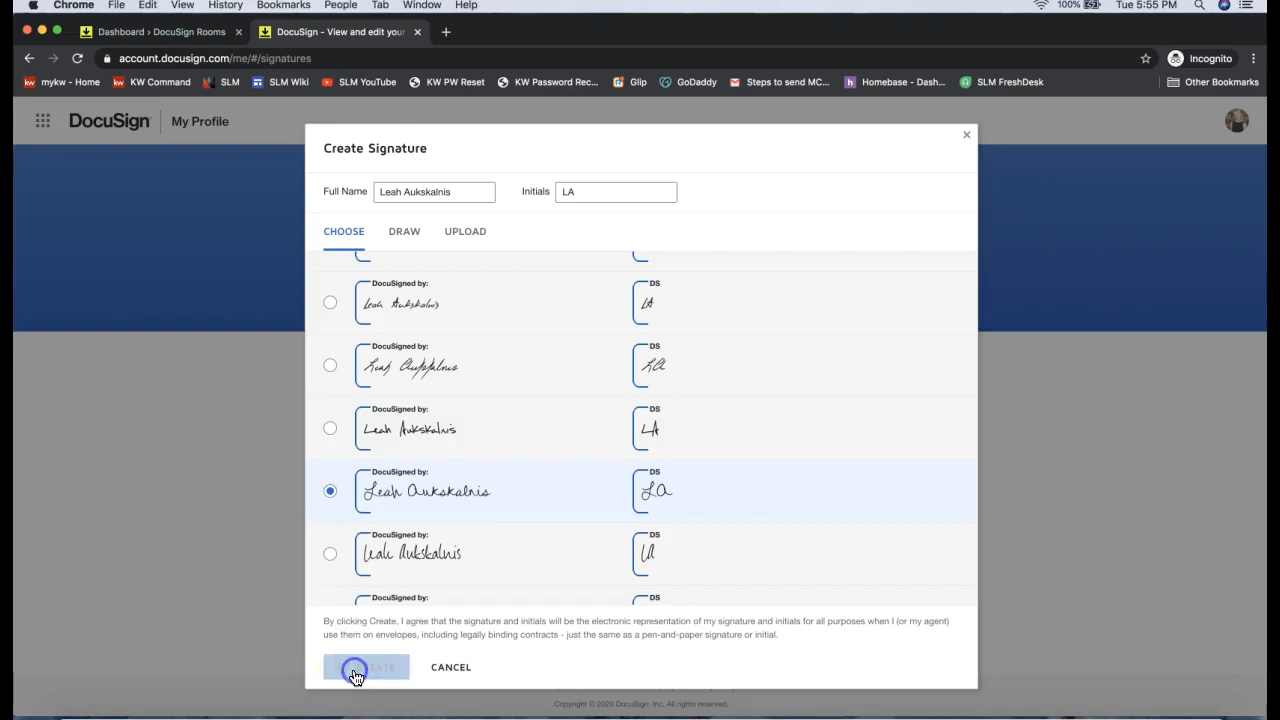 Chrome File Edit View History Bookmarks People Tab Window Help 100% Tue 5:55 PM
Dashboard › DocuSign Rooms × DocuSign - View and edit your × +
account.docusign.com/me/#/signatures Incognito
mykw - Home KW Command SLM SLM Wiki SLM YouTube KW PW Reset KW Password Rec... Glip GoDaddy Steps to send MC... Homebase - Dash... SLM FreshDesk Other Bookmarks
DocuSign My Profile
Create Signature ×
Full Name Leah Aukskalnis Initials LA
CHOOSE DRAW UPLOAD
DocuSigned by: DS
Leah Aukskalnis LA
DocuSigned by: DS
Leah Aukskalnis LA
DocuSigned by: DS
Leah Aukskalnis LA
DocuSigned by: DS
Leah Aukskalnis LA
DocuSigned by: DS
Leah Aukskalnis LA
DocuSigned by: DS
By clicking Create, I agree that the signature and initials will be the electronic representation of my signature and initials for all purposes when I (or my agent)
use them on envelopes, including legally binding contracts - just the same as a pen-and-paper signature or initial.
CREATE CANCEL
Copyright © 2020 DocuSign, Inc. All rights reserved.